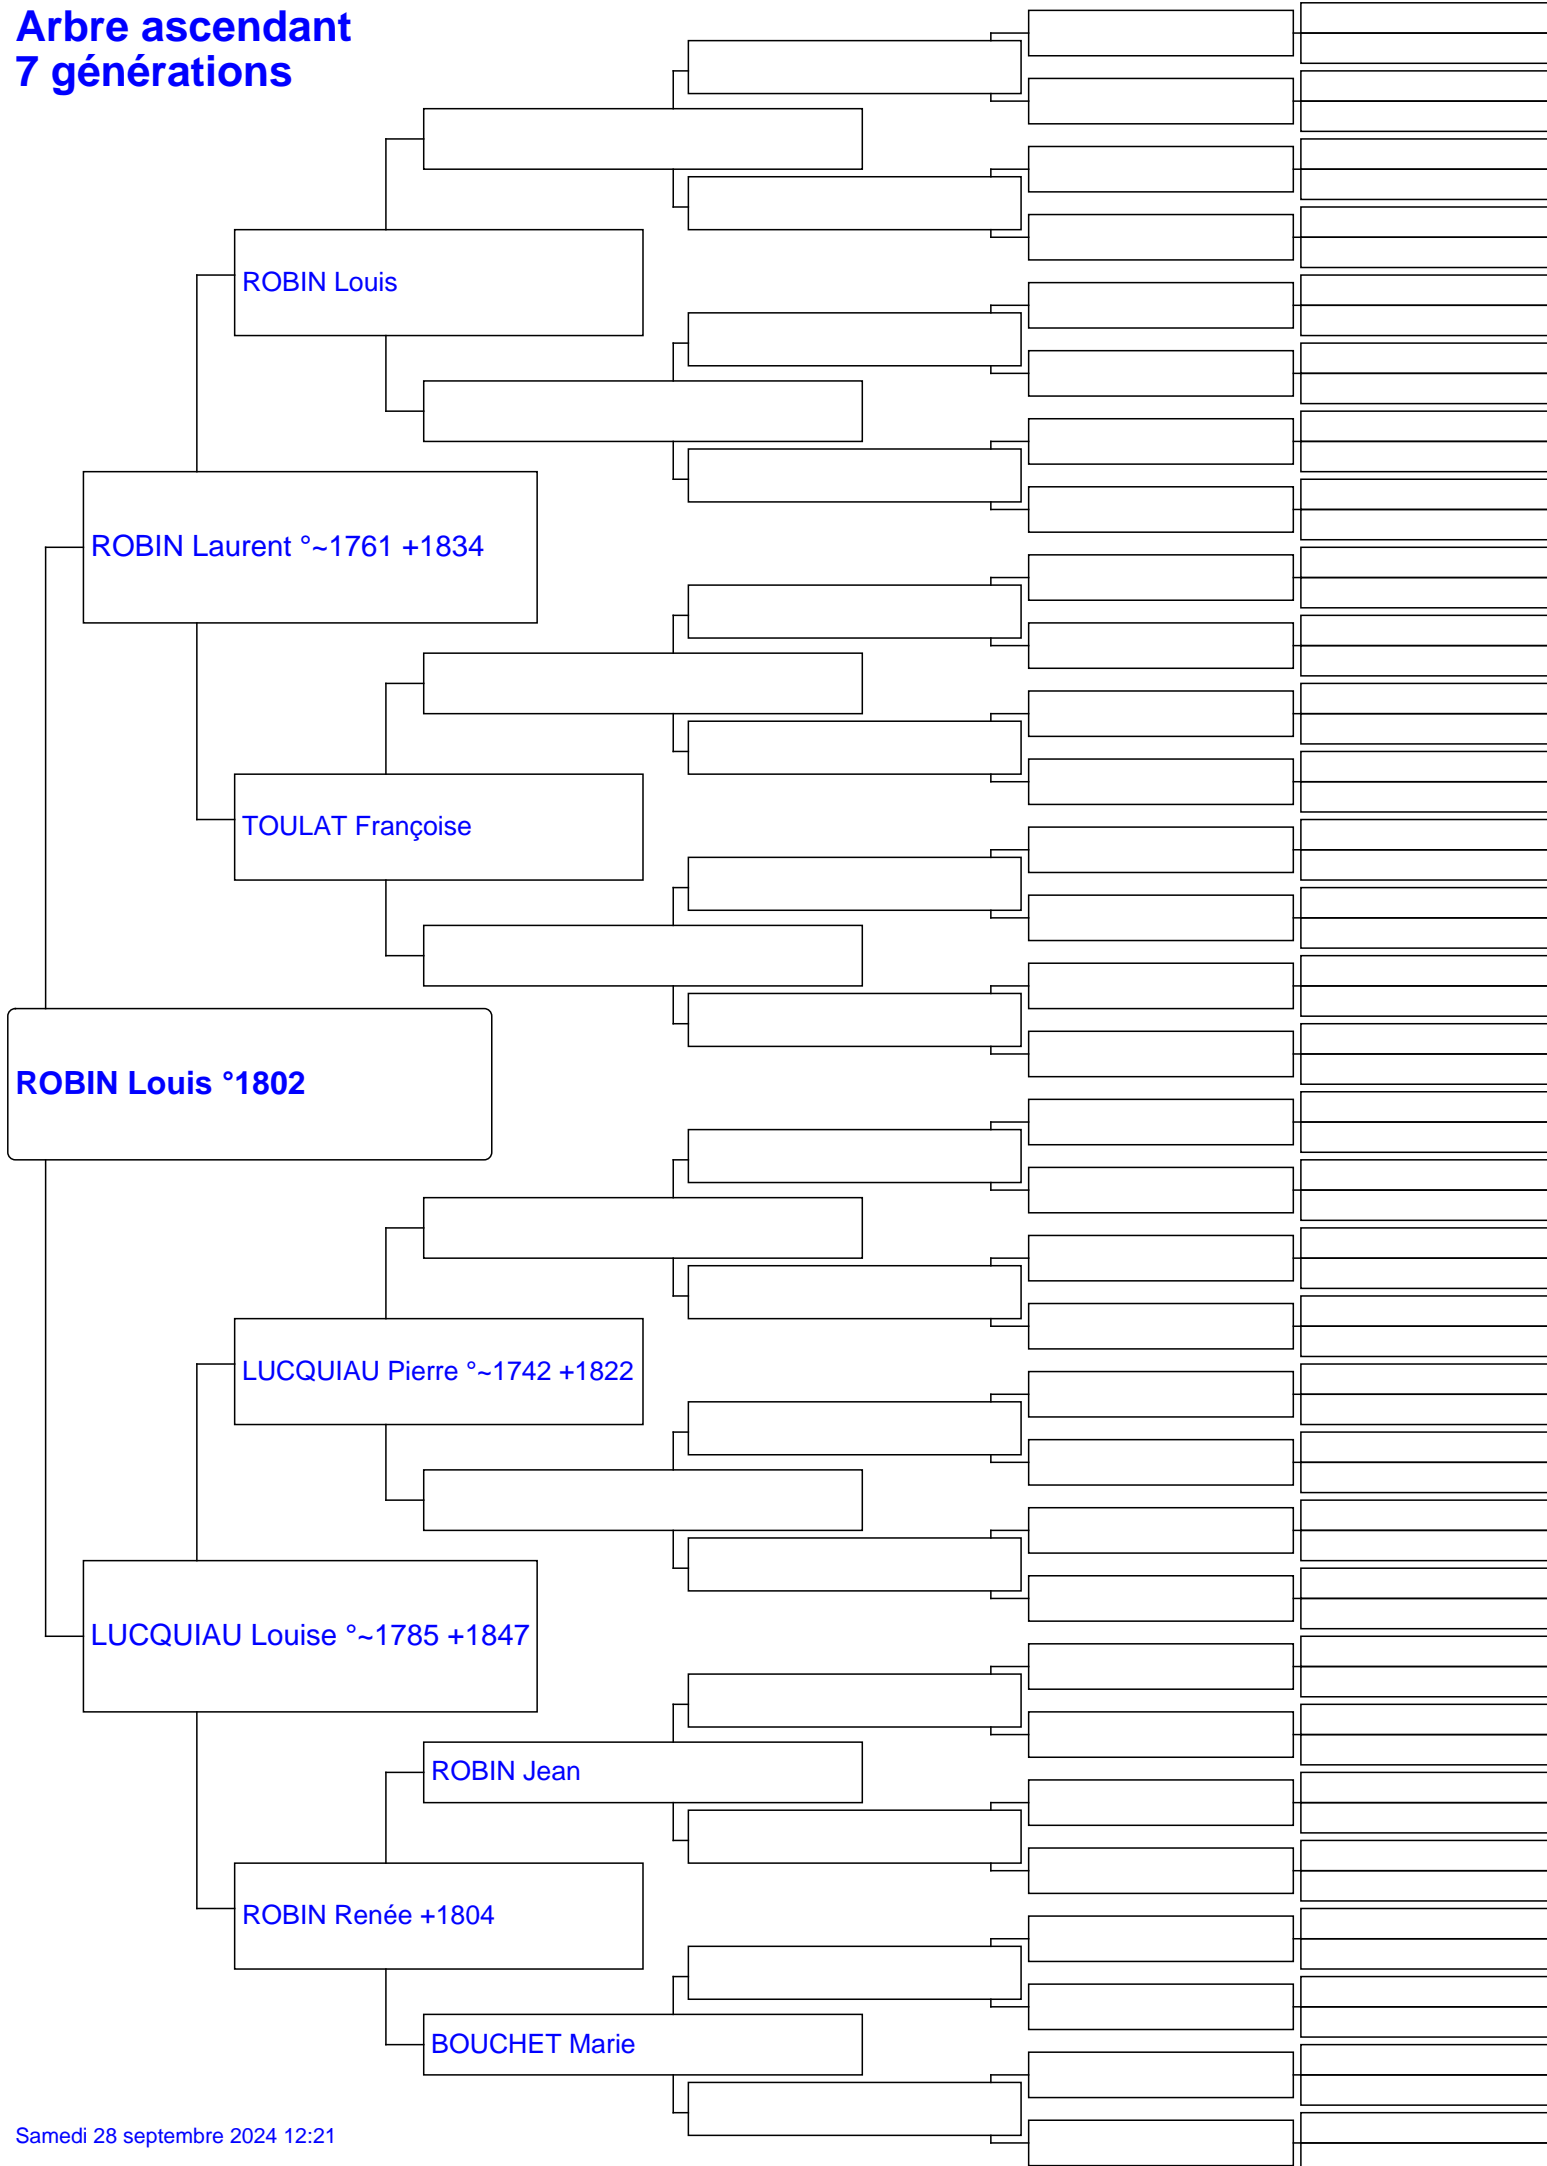 Arbre ascendant
7 générations
ROBIN Louis
ROBIN Laurent °~1761 +1834
TOULAT Françoise
ROBIN Louis °1802
LUCQUIAU Pierre °~1742 +1822
LUCQUIAU Louise °~1785 +1847
ROBIN Jean
ROBIN Renée +1804
BOUCHET Marie
Samedi 28 septembre 2024 12:21